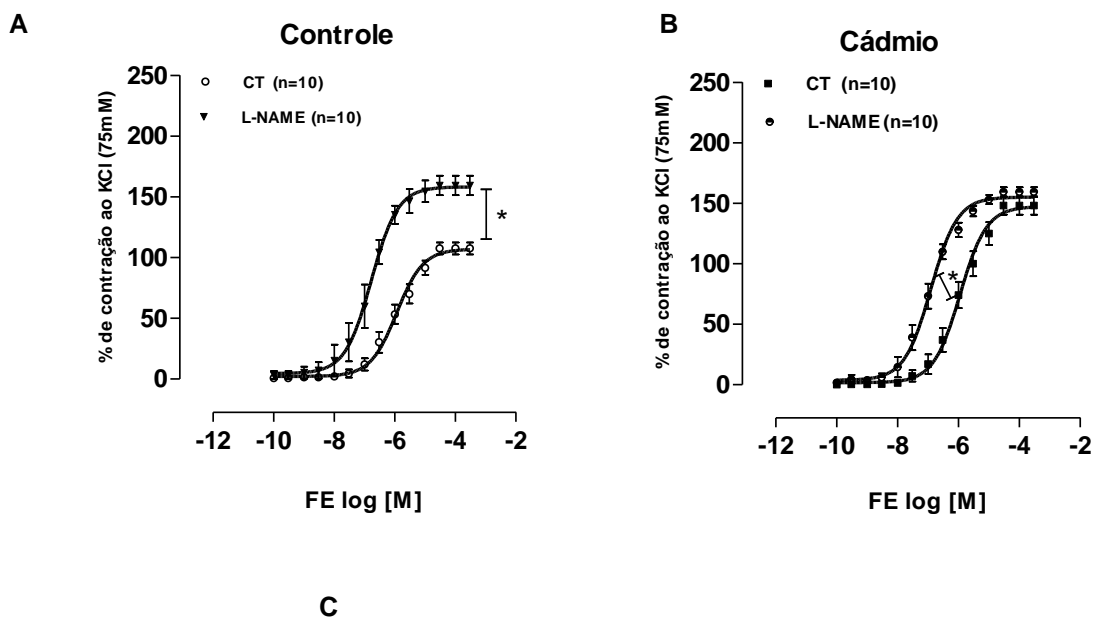 A
Controle
250
200
150
100
50
0
% de contração ao KCl (75mM)
CT (n=10)
L-NAME (n=10)
*
-12 -10 -8 -6 -4 -2
FE log [M]
B
Cádmio
250
200
150
100
50
0
% de contração ao KCl (75mM)
CT (n=10)
L-NAME (n=10)
*
-12 -10 -8 -6 -4 -2
FE log [M]
C